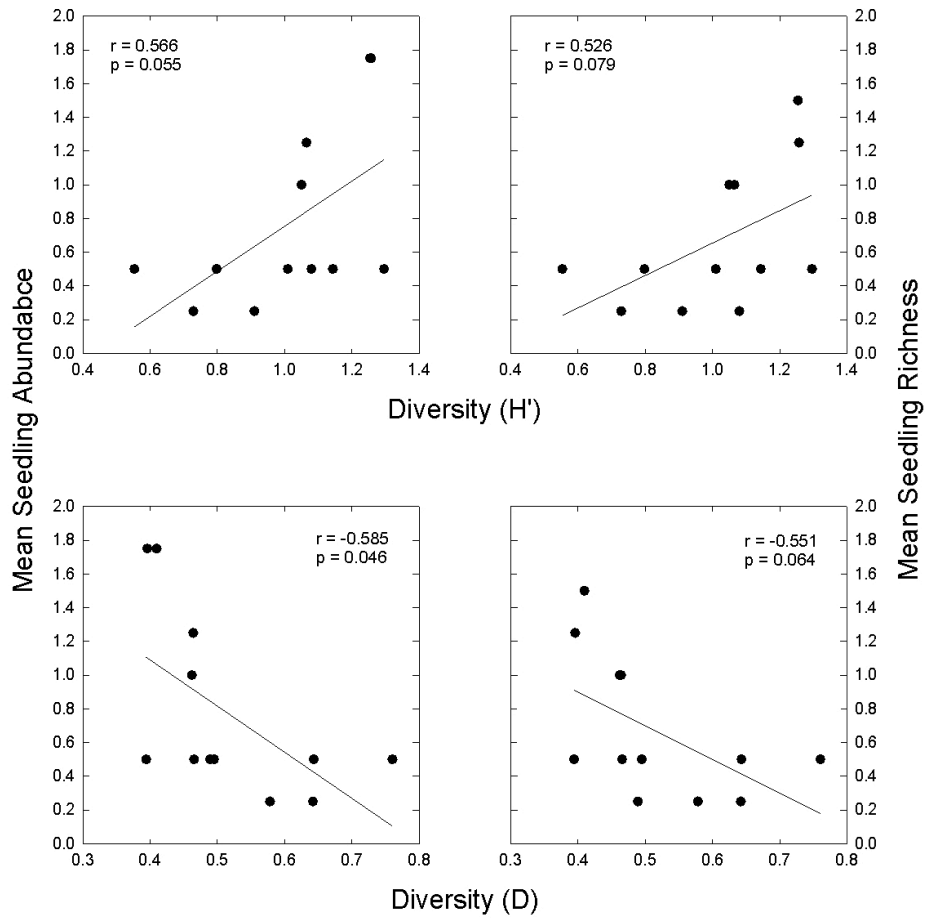 2.0
1.8
1.6
1.4
1.2
1.0
0.8
0.6
0.4
0.2
0.0
r = 0.566
p = 0.055
0.4 0.6 0.8 1.0 1.2 1.4
r = 0.526
p = 0.079
2.0
1.8
1.6
1.4
1.2
1.0
0.8
0.6
0.4
0.2
0.0
0.4 0.6 0.8 1.0 1.2 1.4
Diversity (H')
Mean Seedling Abundabce
Mean Seedling Richness
2.0
1.8
1.6
1.4
1.2
1.0
0.8
0.6
0.4
0.2
0.0
r = -0.585
p = 0.046
0.3 0.4 0.5 0.6 0.7 0.8
r = -0.551
p = 0.064
2.0
1.8
1.6
1.4
1.2
1.0
0.8
0.6
0.4
0.2
0.0
0.3 0.4 0.5 0.6 0.7 0.8
Diversity (D)